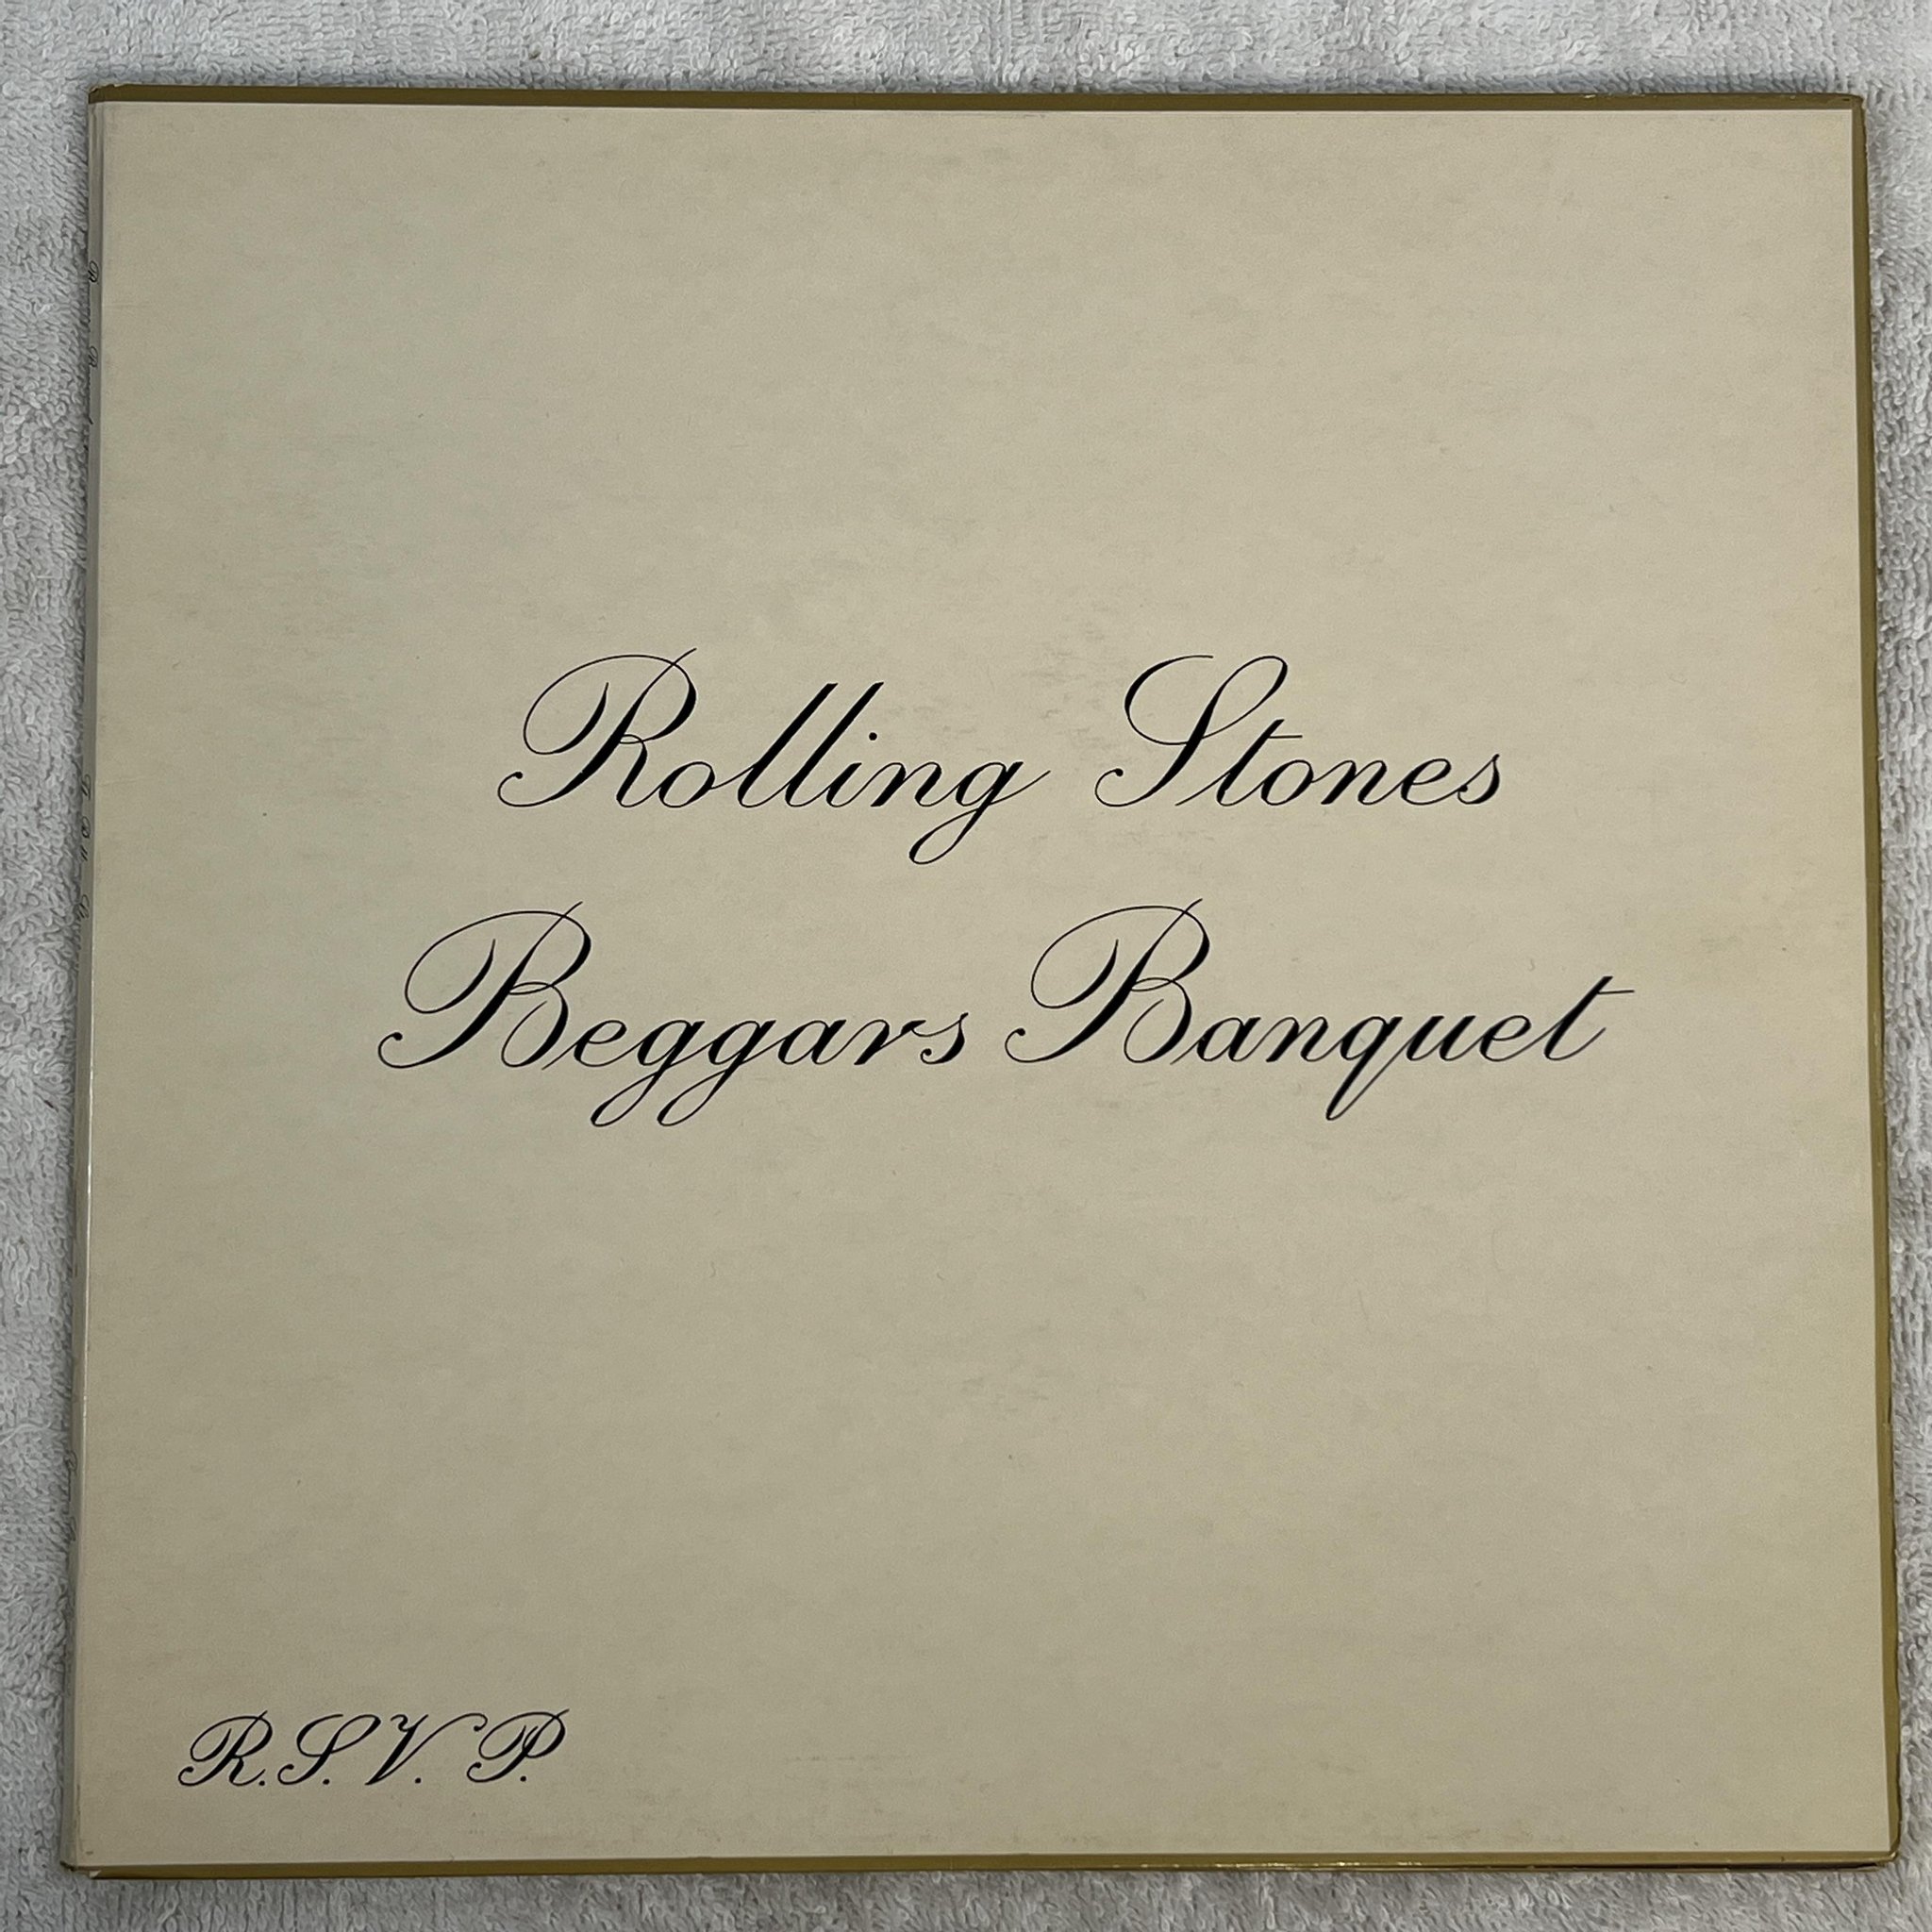 Rolling Stones
Beggars Banquet
R.S.V.P.